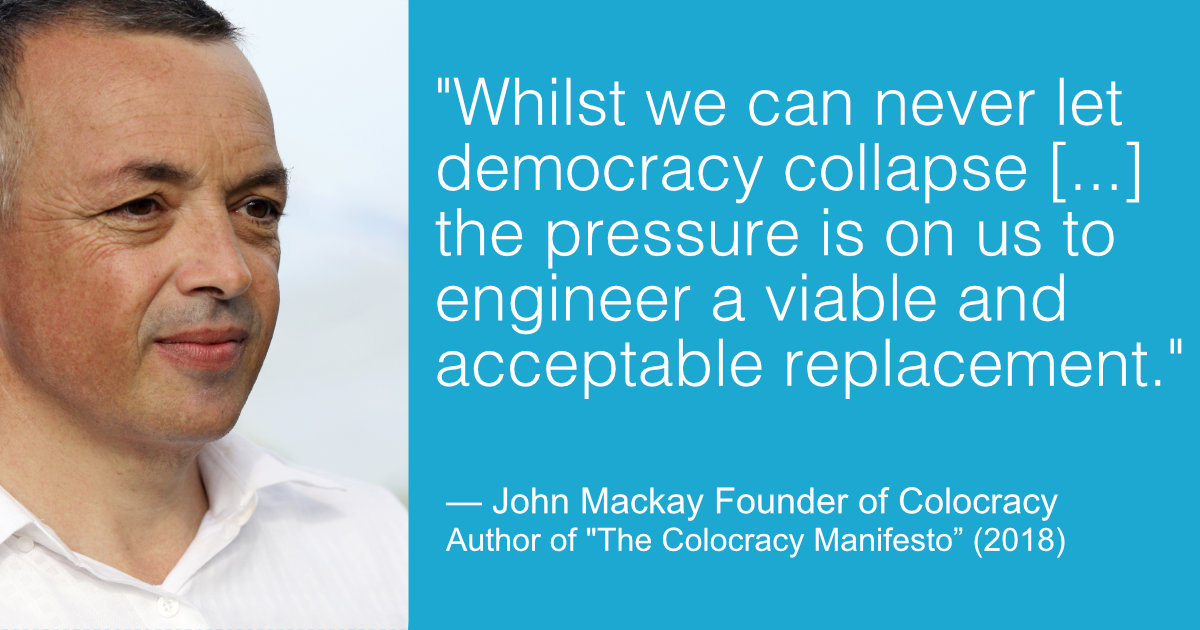 "Whilst we can never let
democracy collapse [...]
the pressure is on us to
engineer a viable and
acceptable replacement."
— John Mackay Founder of Colocracy
Author of "The Colocracy Manifesto” (2018)